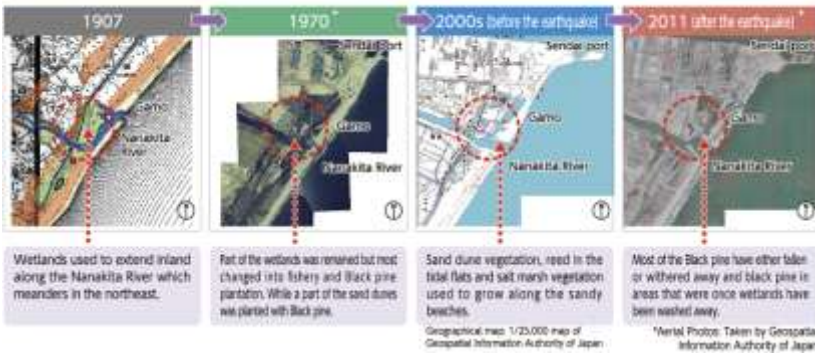 1907
1970*
2000s (before the earthquake)
2011 (after the earthquake)*
Gamo
Nanakita
River
Sendai port
Gamo
Nanakita River
Sendai port
Gamo
Nanakita River
Sendai port
Gamo
Nanakita River
Wetlands used to extend inland
along the Nanakita River which
meanders in the northeast.
Part of the wetlands was remained but most
changed into fishery and Black pine
plantation. While a part of the sand dunes
was planted with Black pine.
Sand dune vegetation, reed in the
tidal flats and salt marsh vegetation
used to grow along the sandy
beaches.
Most of the Black pine have either fallen
or withered away and black pine in
areas that were once wetlands have
been washed away.
Geographical map: 1/25,000 map of
Geospatial Information Authority of Japan
*Aerial Photos: Taken by Geospatia
Information Authority of Japan